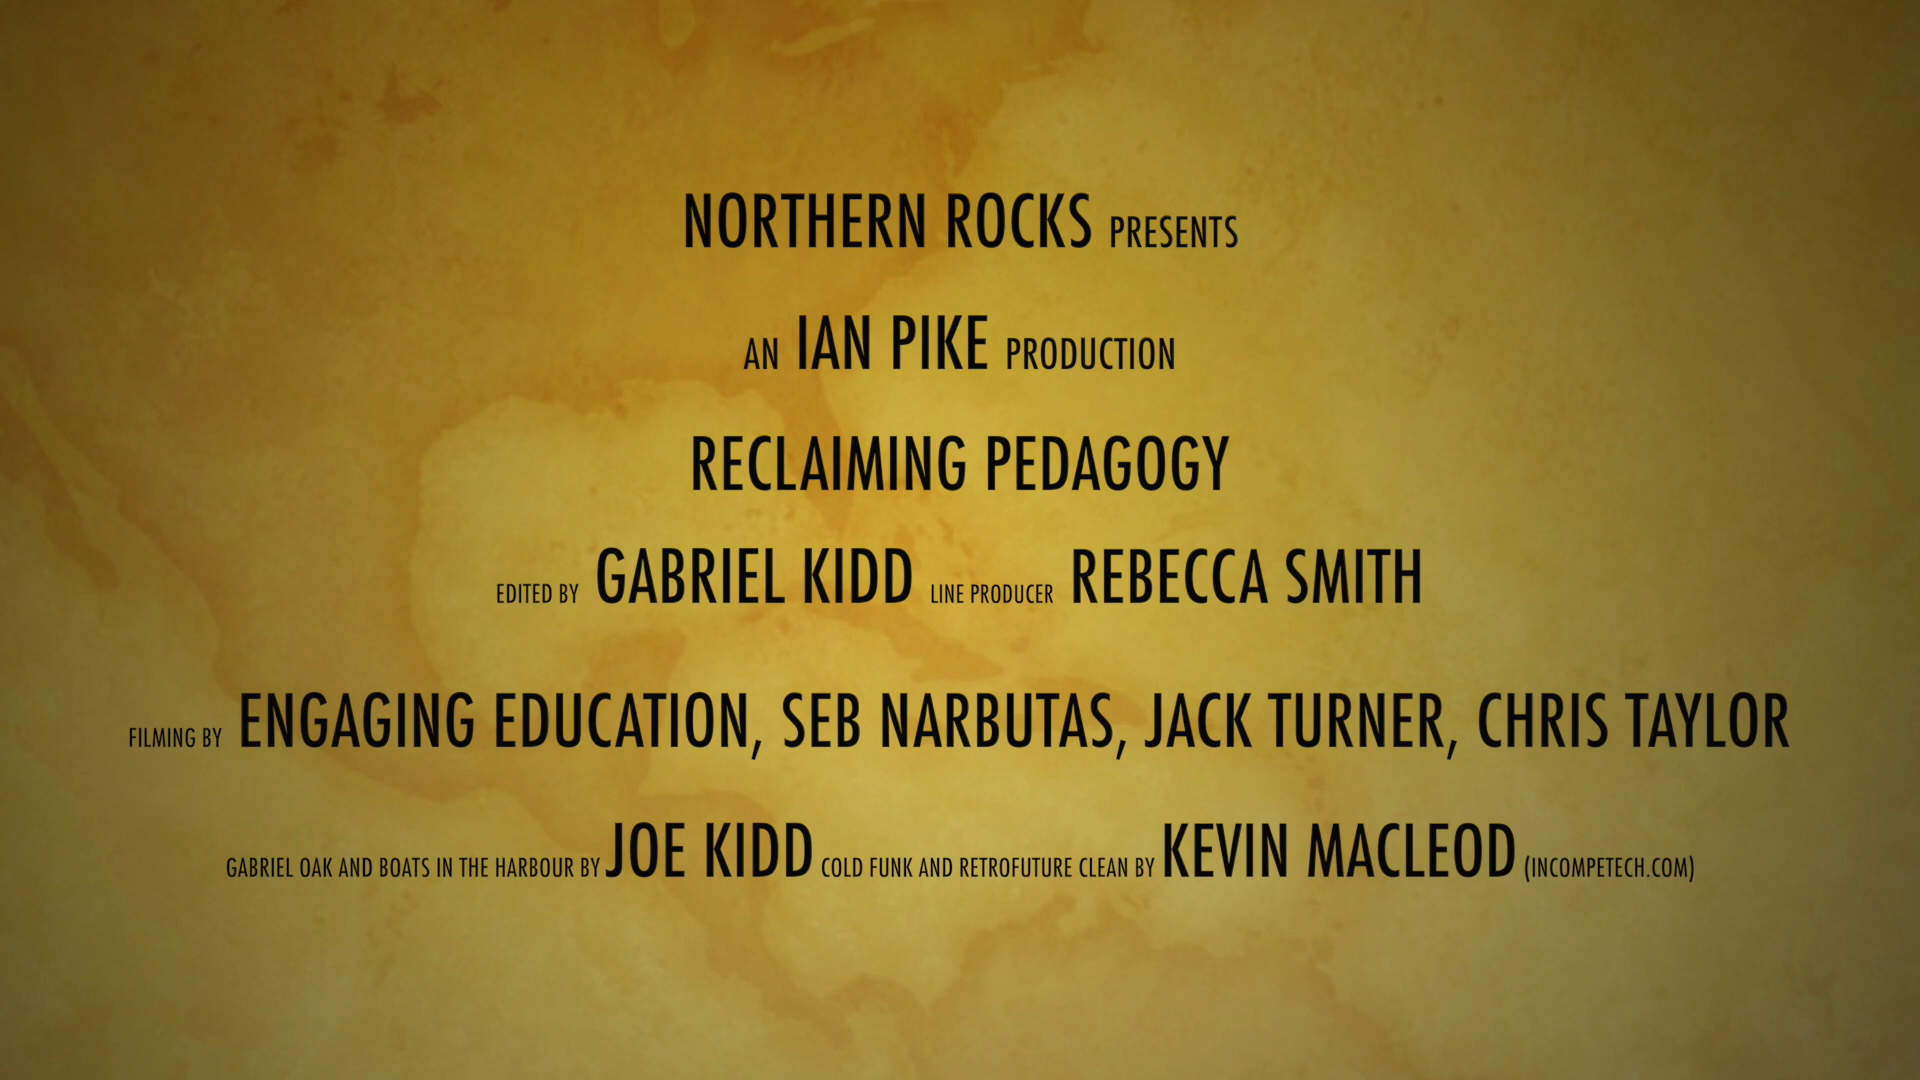 NORTHERN ROCKS PRESENTS
AN IAN PIKE PRODUCTION
RECLAIMING PEDAGOGY
EDITED BY GABRIEL KIDD LINE PRODUCER REBECCA SMITH
FILMING BY ENGAGING EDUCATION, SEB NARBUTAS, JACK TURNER, CHRIS TAYLOR
GABRIEL OAK AND BOATS IN THE HARBOUR BY JOE KIDD COLD FUNK AND RETROFUTURE CLEAN BY KEVIN MACLEOD (INCOMPETECH.COM)